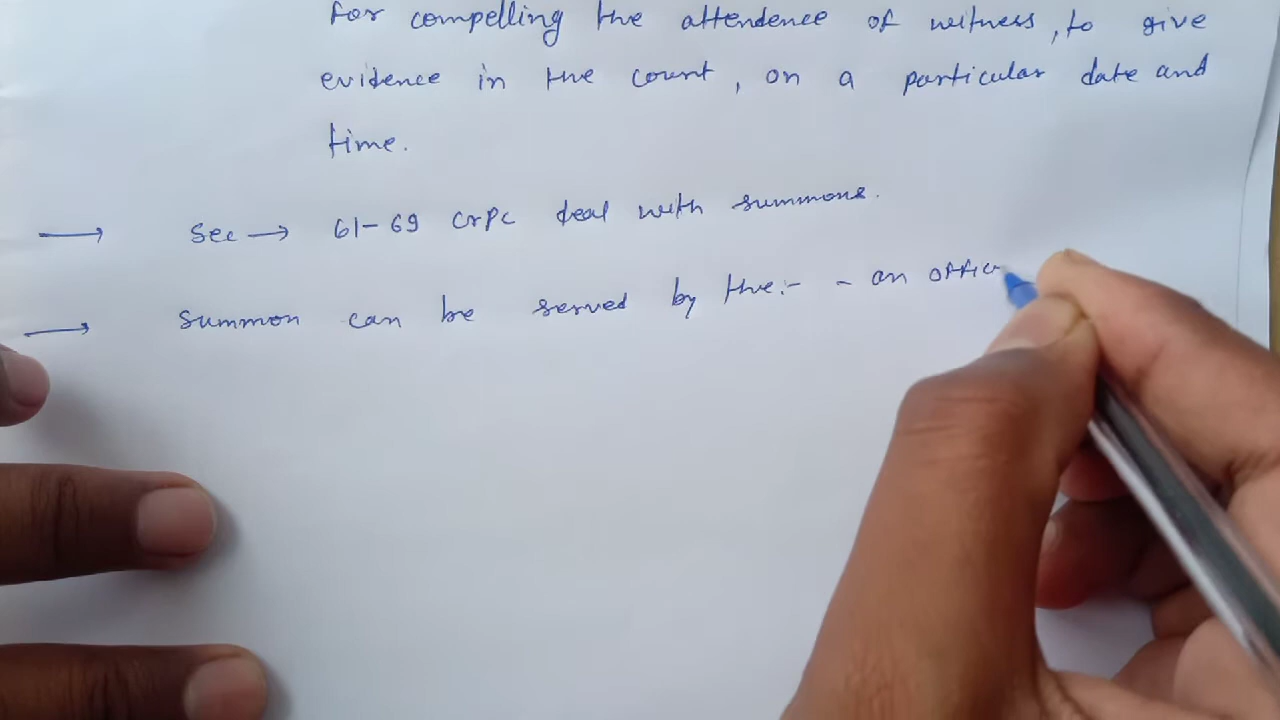 for compelling the attendence of witness, to give
evidence in the court, on a particular date and
time.
→ Sec → 61-69 CrPC deal with summons.
→ summon can be served by the:- - an offic